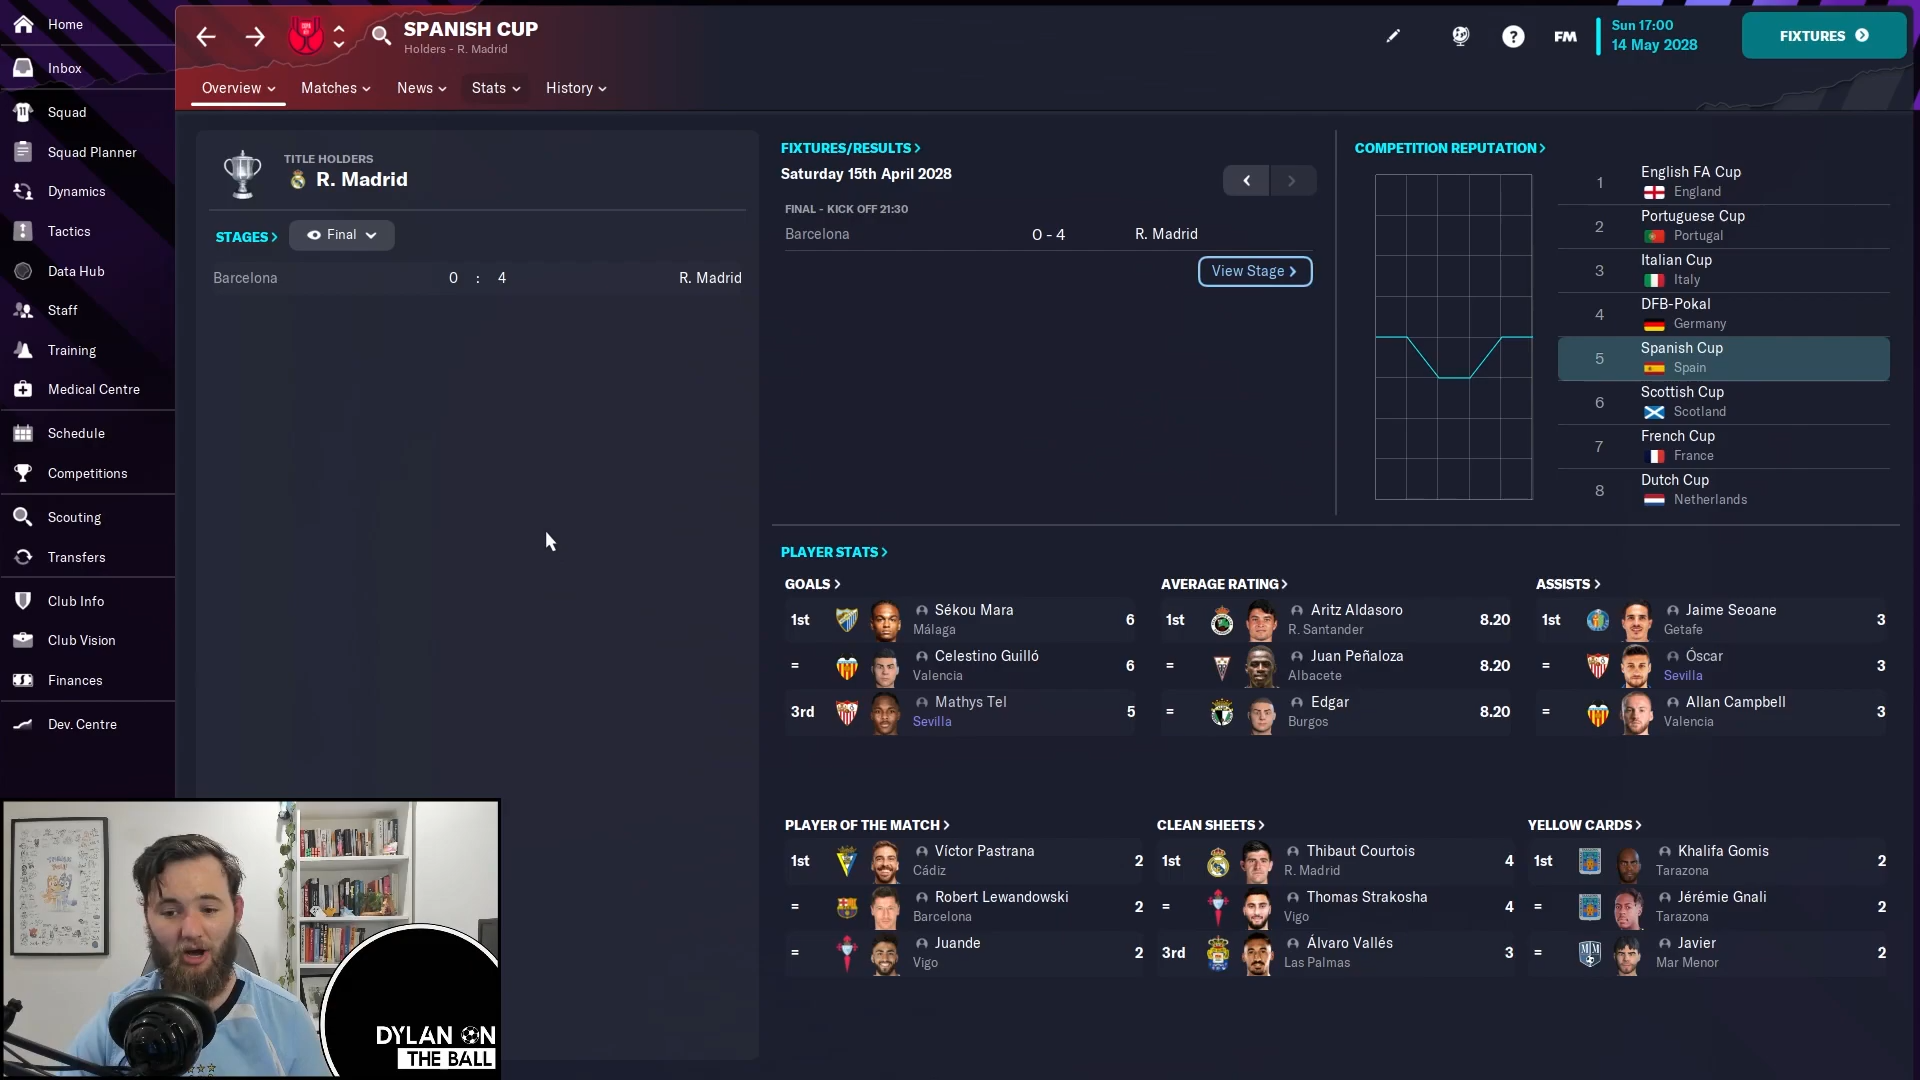 Home
Inbox
Squad
Squad Planner
Dynamics
Tactics
Data Hub
Staff
Training
Medical Centre
Schedule
Competitions
Scouting
Transfers
Club Info
Club Vision
Finances
Dev. Centre
SPANISH CUP
Holders - R. Madrid
FM
Sun 17:00
14 May 2028
FIXTURES
Overview Matches News Stats History
TITLE HOLDERS
R. Madrid
STAGES Final
Barcelona 0 : 4 R. Madrid
FIXTURES/RESULTS
Saturday 15th April 2028
FINAL - KICK OFF 21:30
Barcelona 0 - 4 R. Madrid
View Stage
COMPETITION REPUTATION
1 English FA Cup
England
2 Portuguese Cup
Portugal
3 Italian Cup
Italy
4 DFB-Pokal
Germany
5 Spanish Cup
Spain
6 Scottish Cup
Scotland
7 French Cup
France
8 Dutch Cup
Netherlands
PLAYER STATS
GOALS
1st Sékou Mara 6
Málaga
= Celestino Guilló 6
Valencia
3rd Mathys Tel 5
Sevilla
AVERAGE RATING
1st Aritz Aldasoro 8.20
R. Santander
= Juan Peñaloza 8.20
Albacete
= Edgar 8.20
Burgos
ASSISTS
1st Jaime Seoane 3
Getafe
= Óscar 3
Sevilla
= Allan Campbell 3
Valencia
PLAYER OF THE MATCH
1st Víctor Pastrana 2
Cádiz
= Robert Lewandowski 2
Barcelona
= Juande 2
Vigo
CLEAN SHEETS
1st Thibaut Courtois 4
R. Madrid
= Thomas Strakosha 4
Vigo
3rd Álvaro Vallés 3
Las Palmas
YELLOW CARDS
1st Khalifa Gomis 2
Tarazona
= Jérémie Gnali 2
Tarazona
= Javier 2
Mar Menor
DYLAN ON
THE BALL